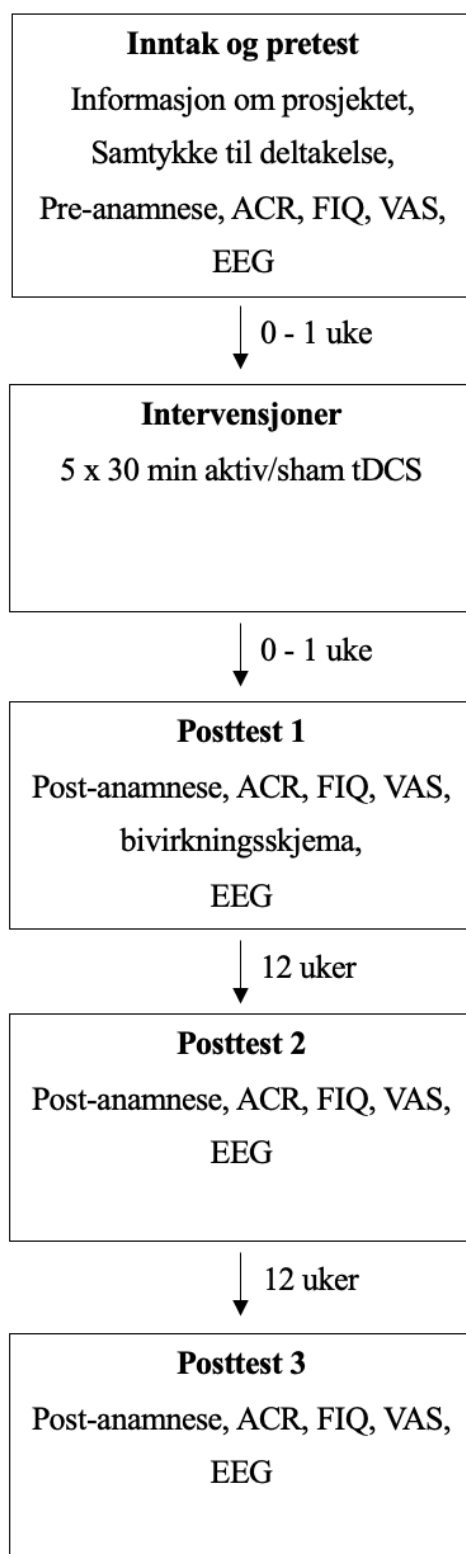 Inntak og pretest
Informasjon om prosjektet,
Samtykke til deltakelse,
Pre-anamnese, ACR, FIQ, VAS,
EEG
0 - 1 uke
Intervensjoner
5 x 30 min aktiv/sham tDCS
0 - 1 uke
Posttest 1
Post-anamnese, ACR, FIQ, VAS,
bivirkningsskjema,
EEG
12 uker
Posttest 2
Post-anamnese, ACR, FIQ, VAS,
EEG
12 uker
Posttest 3
Post-anamnese, ACR, FIQ, VAS,
EEG